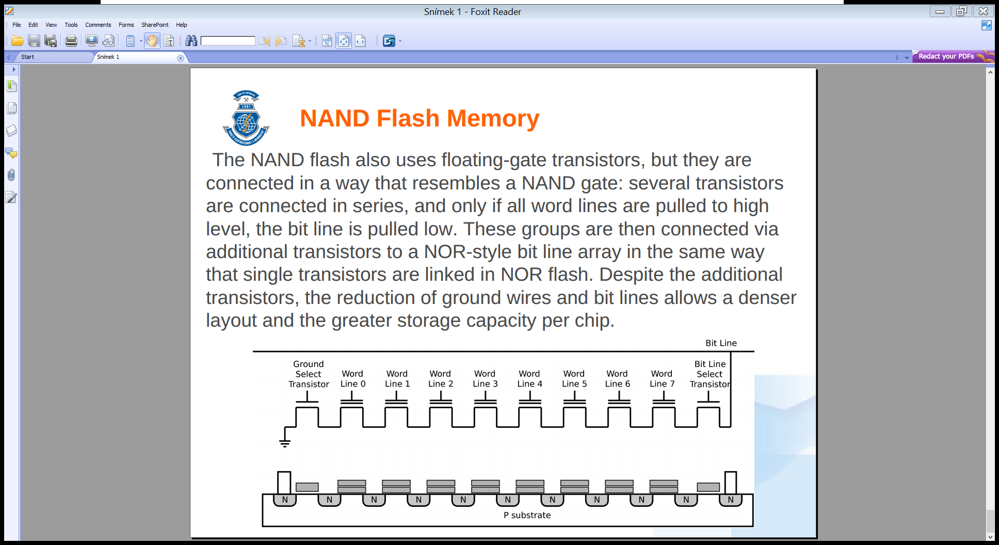 Snímek 1 - Foxit Reader
File Edit View Tools Comments Forms SharePoint Help
Start
Snímek 1
Redact your PDFs
VŠB-TU OSTRAVA
1991
FAKULTA ELEKTROTECHNIKY A INFORMATIKY
NAND Flash Memory
The NAND flash also uses floating-gate transistors, but they are
connected in a way that resembles a NAND gate: several transistors
are connected in series, and only if all word lines are pulled to high
level, the bit line is pulled low. These groups are then connected via
additional transistors to a NOR-style bit line array in the same way
that single transistors are linked in NOR flash. Despite the additional
transistors, the reduction of ground wires and bit lines allows a denser
layout and the greater storage capacity per chip.
Bit Line
Ground
Select
Transistor
Word
Line 0
Word
Line 1
Word
Line 2
Word
Line 3
Word
Line 4
Word
Line 5
Word
Line 6
Word
Line 7
Bit Line
Select
Transistor
N N N N N N N N N N N
P substrate